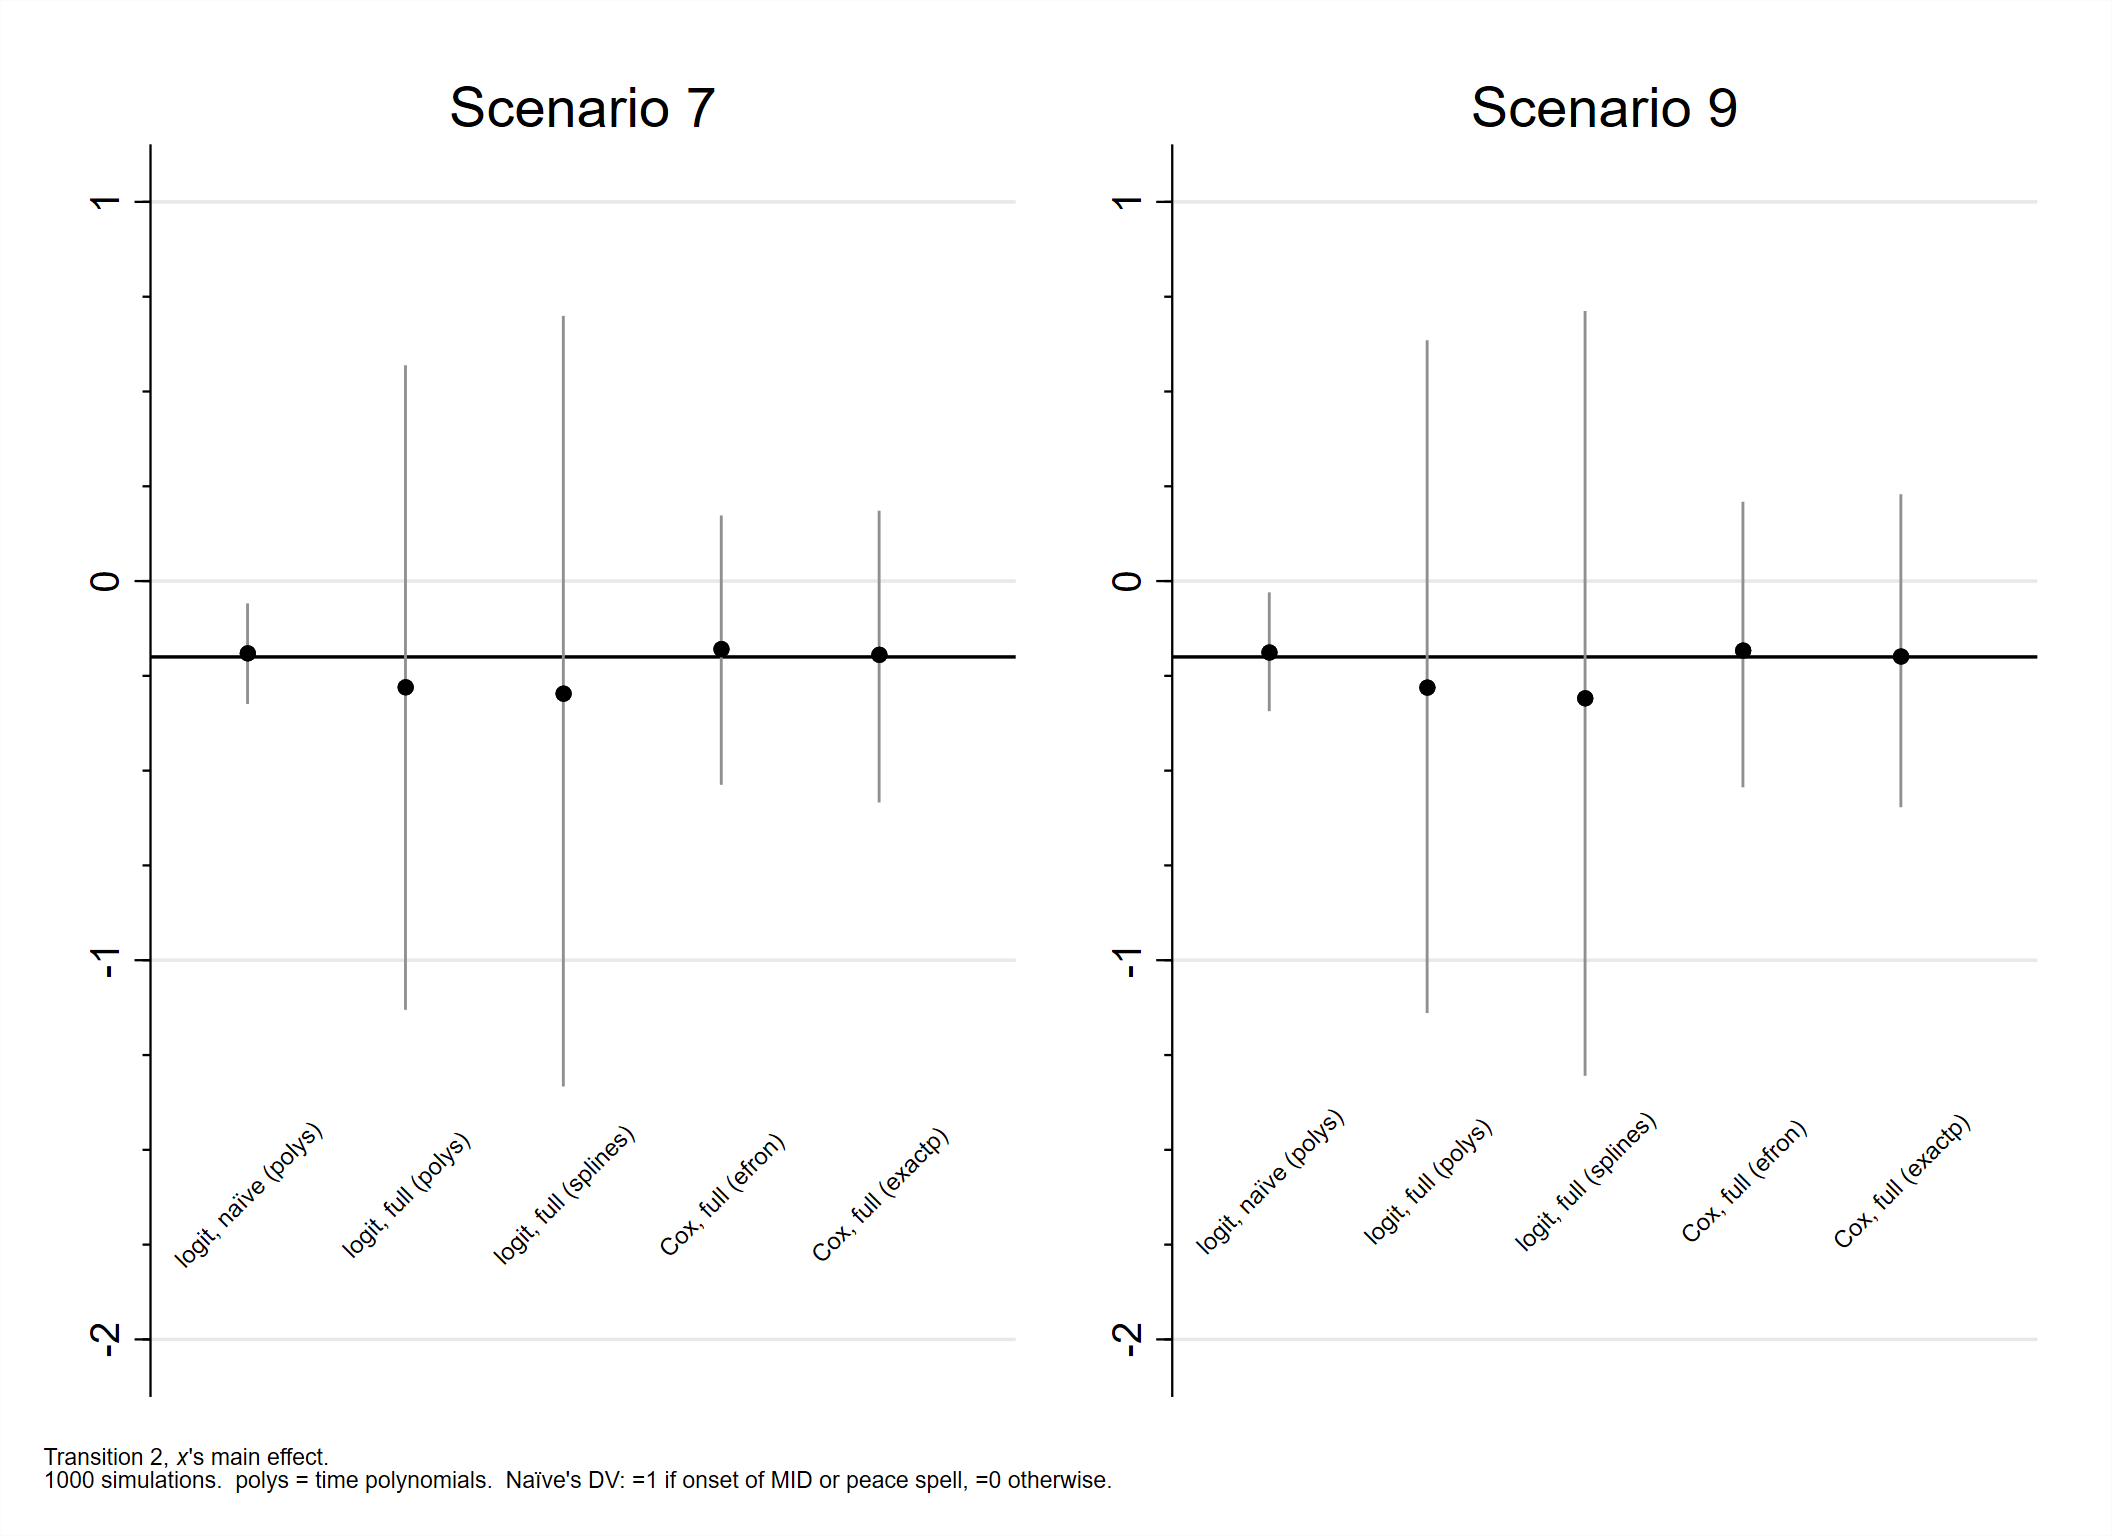 Scenario 7
1
0
-1
-2
logit, naïve (polys)
logit, full (polys)
logit, full (splines)
Cox, full (efron)
Cox, full (exactp)
Scenario 9
1
0
-1
-2
logit, naïve (polys)
logit, full (polys)
logit, full (splines)
Cox, full (efron)
Cox, full (exactp)
Transition 2, x's main effect.
1000 simulations.  polys = time polynomials.  Naïve's DV: =1 if onset of MID or peace spell, =0 otherwise.